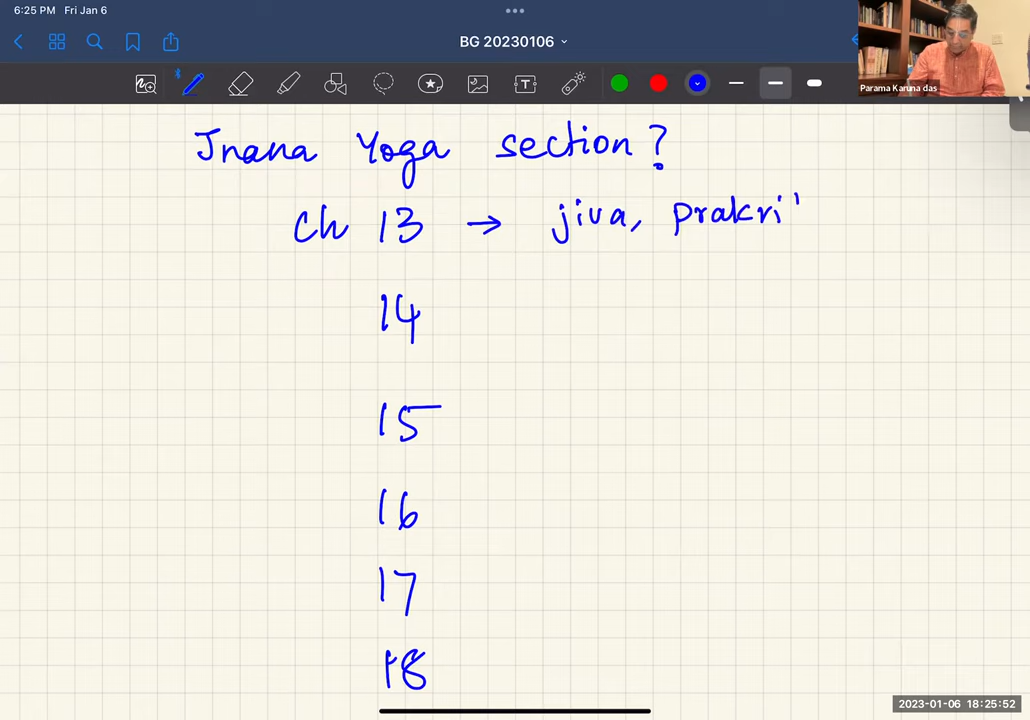 6:25 PM Fri Jan 6
BG 20230106
Parama Karuna das
Jnana Yoga section?
Ch 13 → jiva, prakri
14
15
16
17
18
2023-01-06 18:25:52